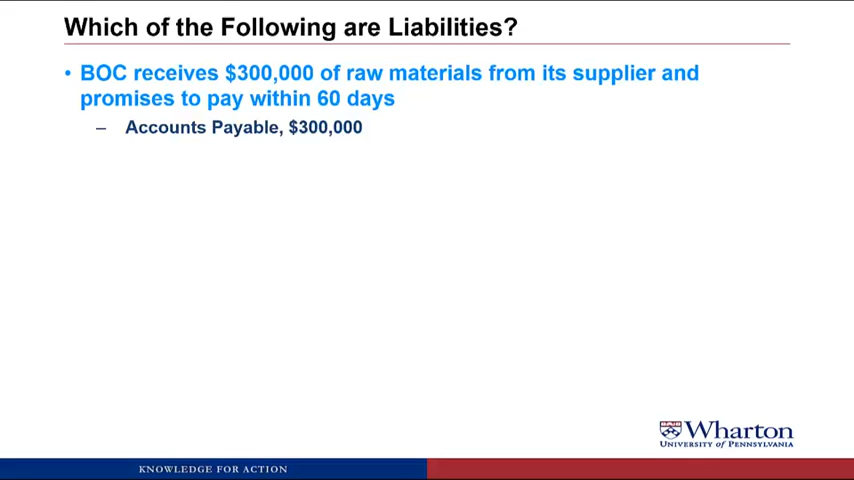 Which of the Following are Liabilities?
• BOC receives $300,000 of raw materials from its supplier and
promises to pay within 60 days
– Accounts Payable, $300,000
Wharton
UNIVERSITY OF PENNSYLVANIA
KNOWLEDGE FOR ACTION